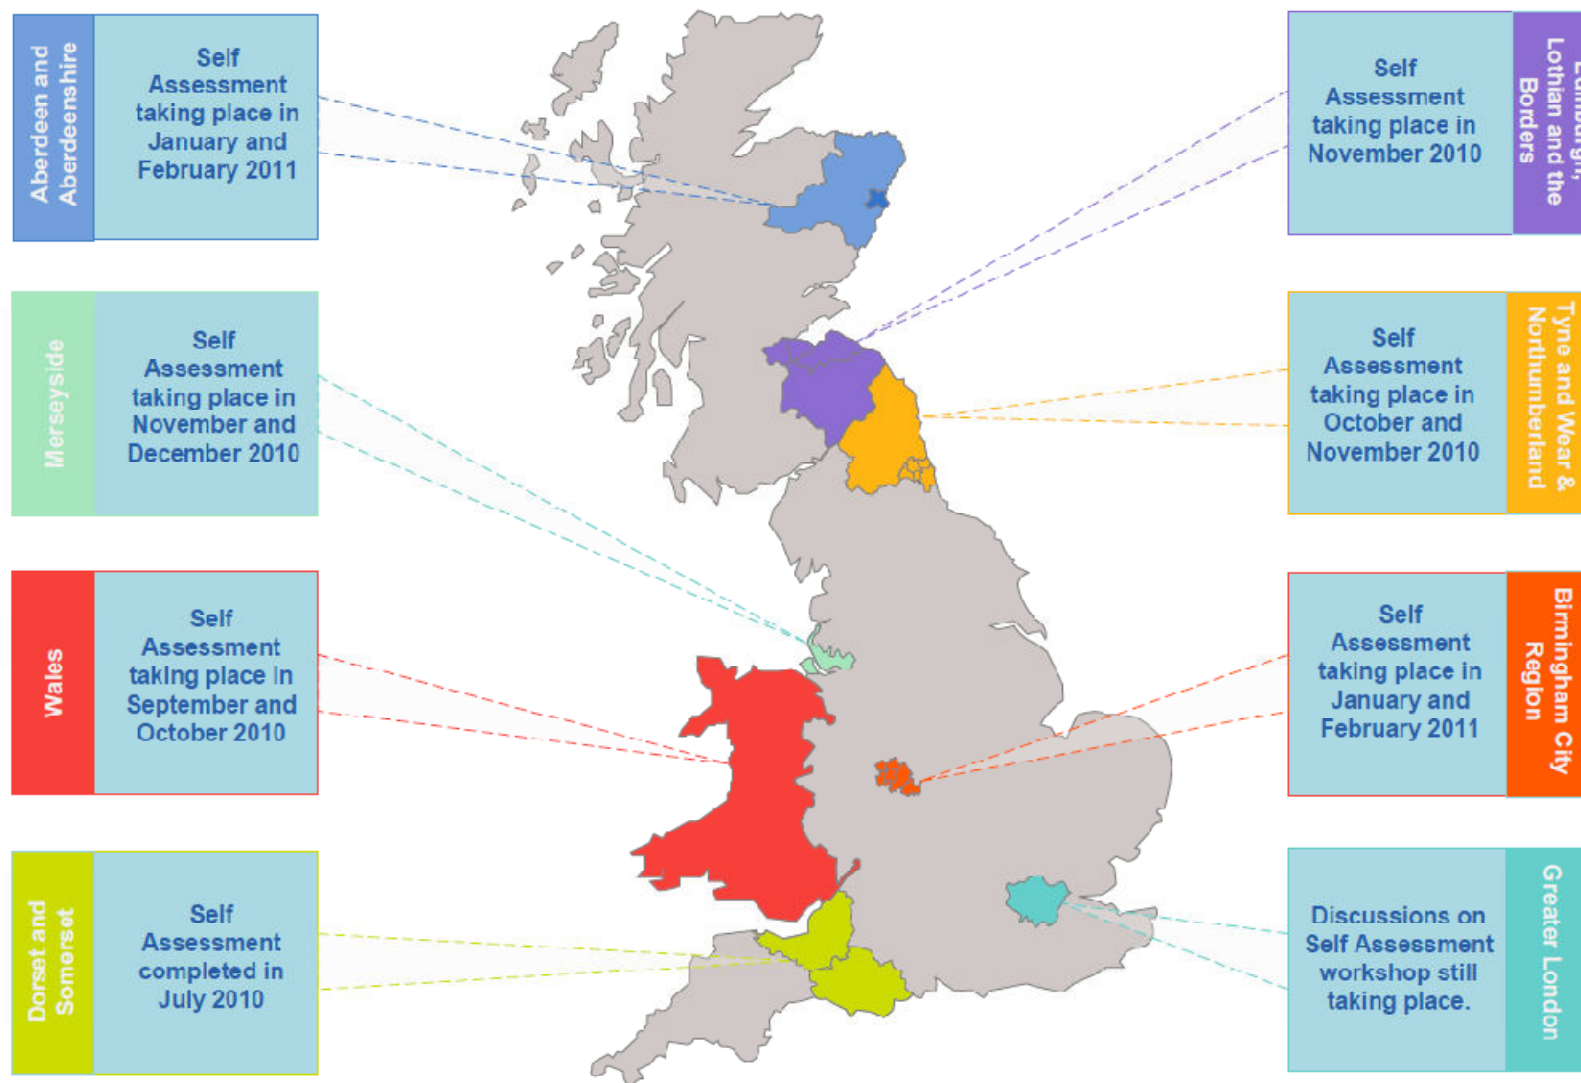 Aberdeen and
Aberdeenshire
Self
Assessment
taking place in
January and
February 2011
Merseyside
Self
Assessment
taking place in
November and
December 2010
Wales
Self
Assessment
taking place In
September and
October 2010
Dorset and
Somerset
Self
Assessment
completed in
July 2010
Self
Assessment
taking place in
November 2010
Edinburgh,
Lothian and the
Borders
Self
Assessment
taking place in
October and
November 2010
Tyne and Wear &
Northumberland
Self
Assessment
taking place in
January and
February 2011
Birmingham City
Region
Discussions on
Self Assessment
workshop still
taking place.
Greater London